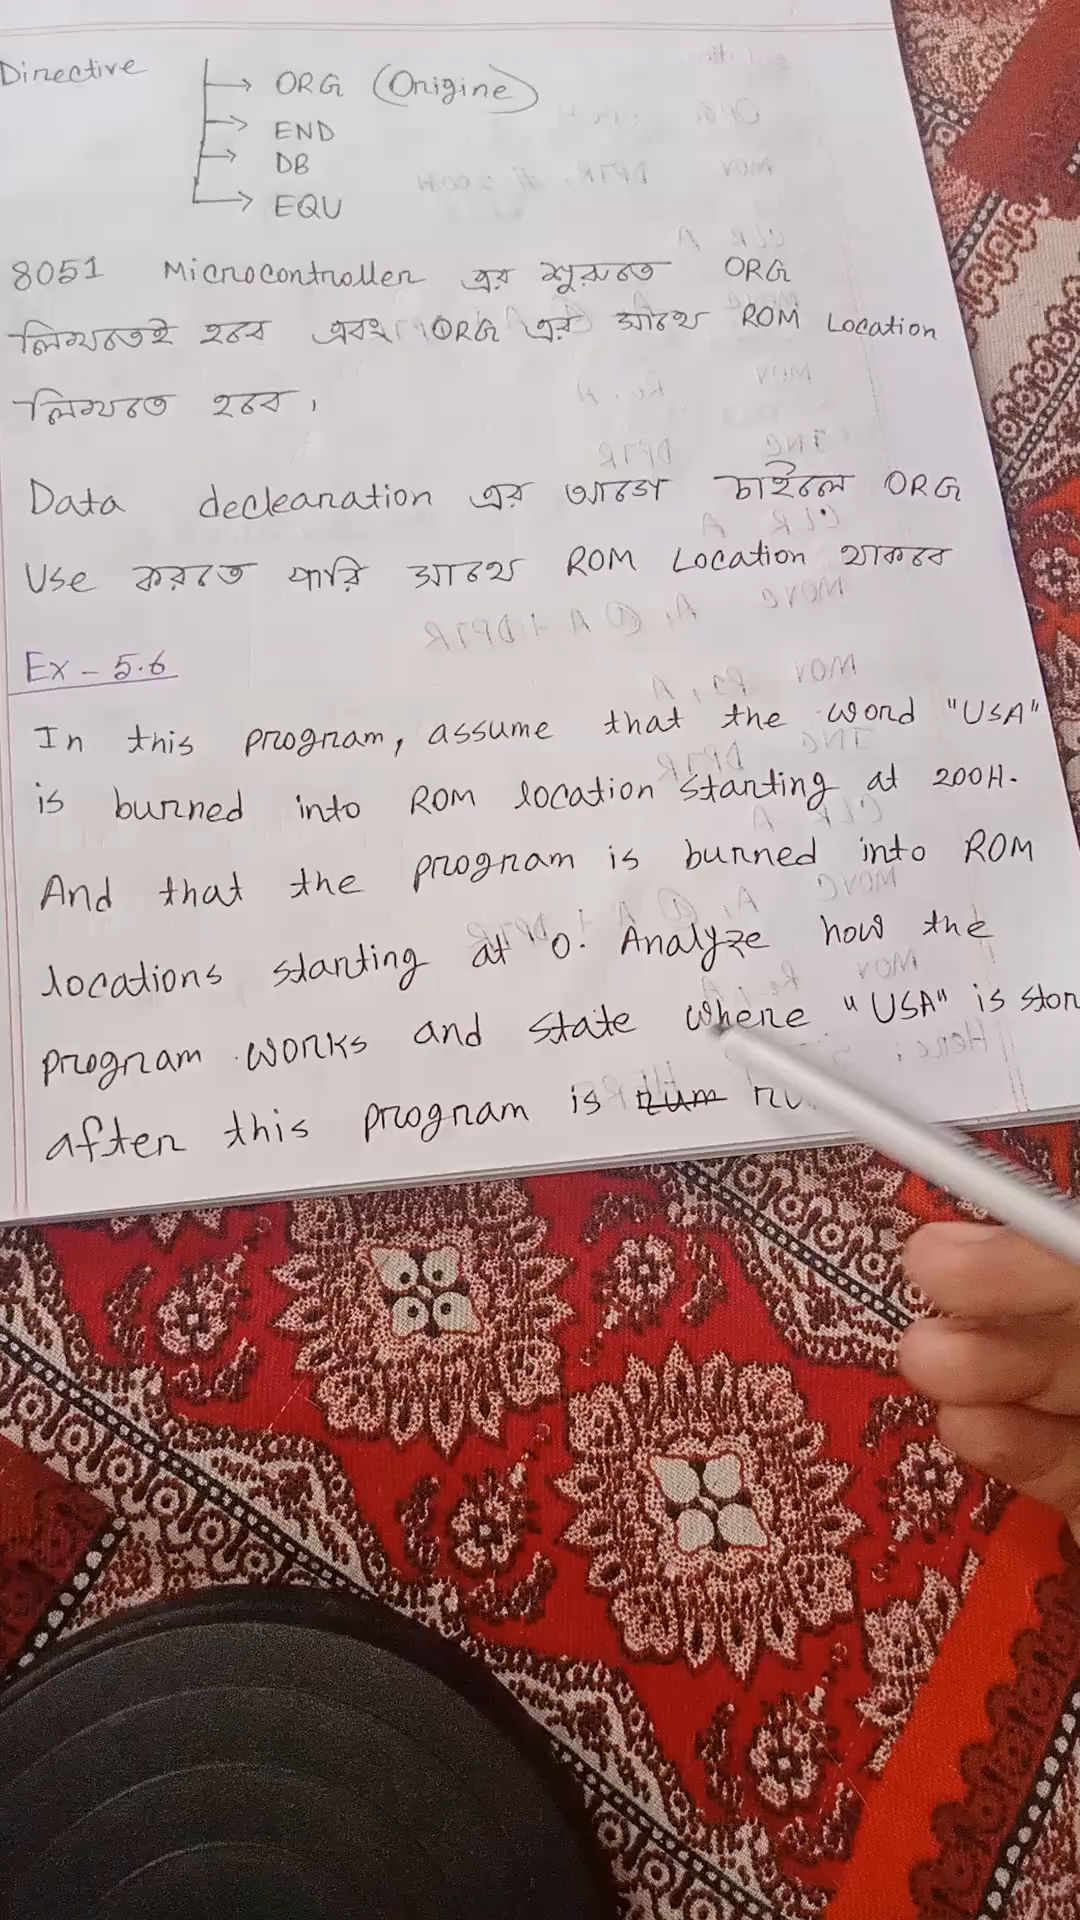 Directive
ORG (Origine)
END
DB
EQU
8051 Microcontroller এর শুরুতে ORG
লিখতেই হবে এবং ORG এর সাথে ROM Location
লিখতে হবে।
Data declearation এর আগে চাইলে ORG
Use করতে পারি সাথে ROM Location থাকবে
Ex - 5.6
In this program, assume that the word "USA"
is burned into ROM location starting at 200H.
And that the program is burned into ROM
locations starting at 0. Analyze how the
program works and state where "USA" is stor
after this program is